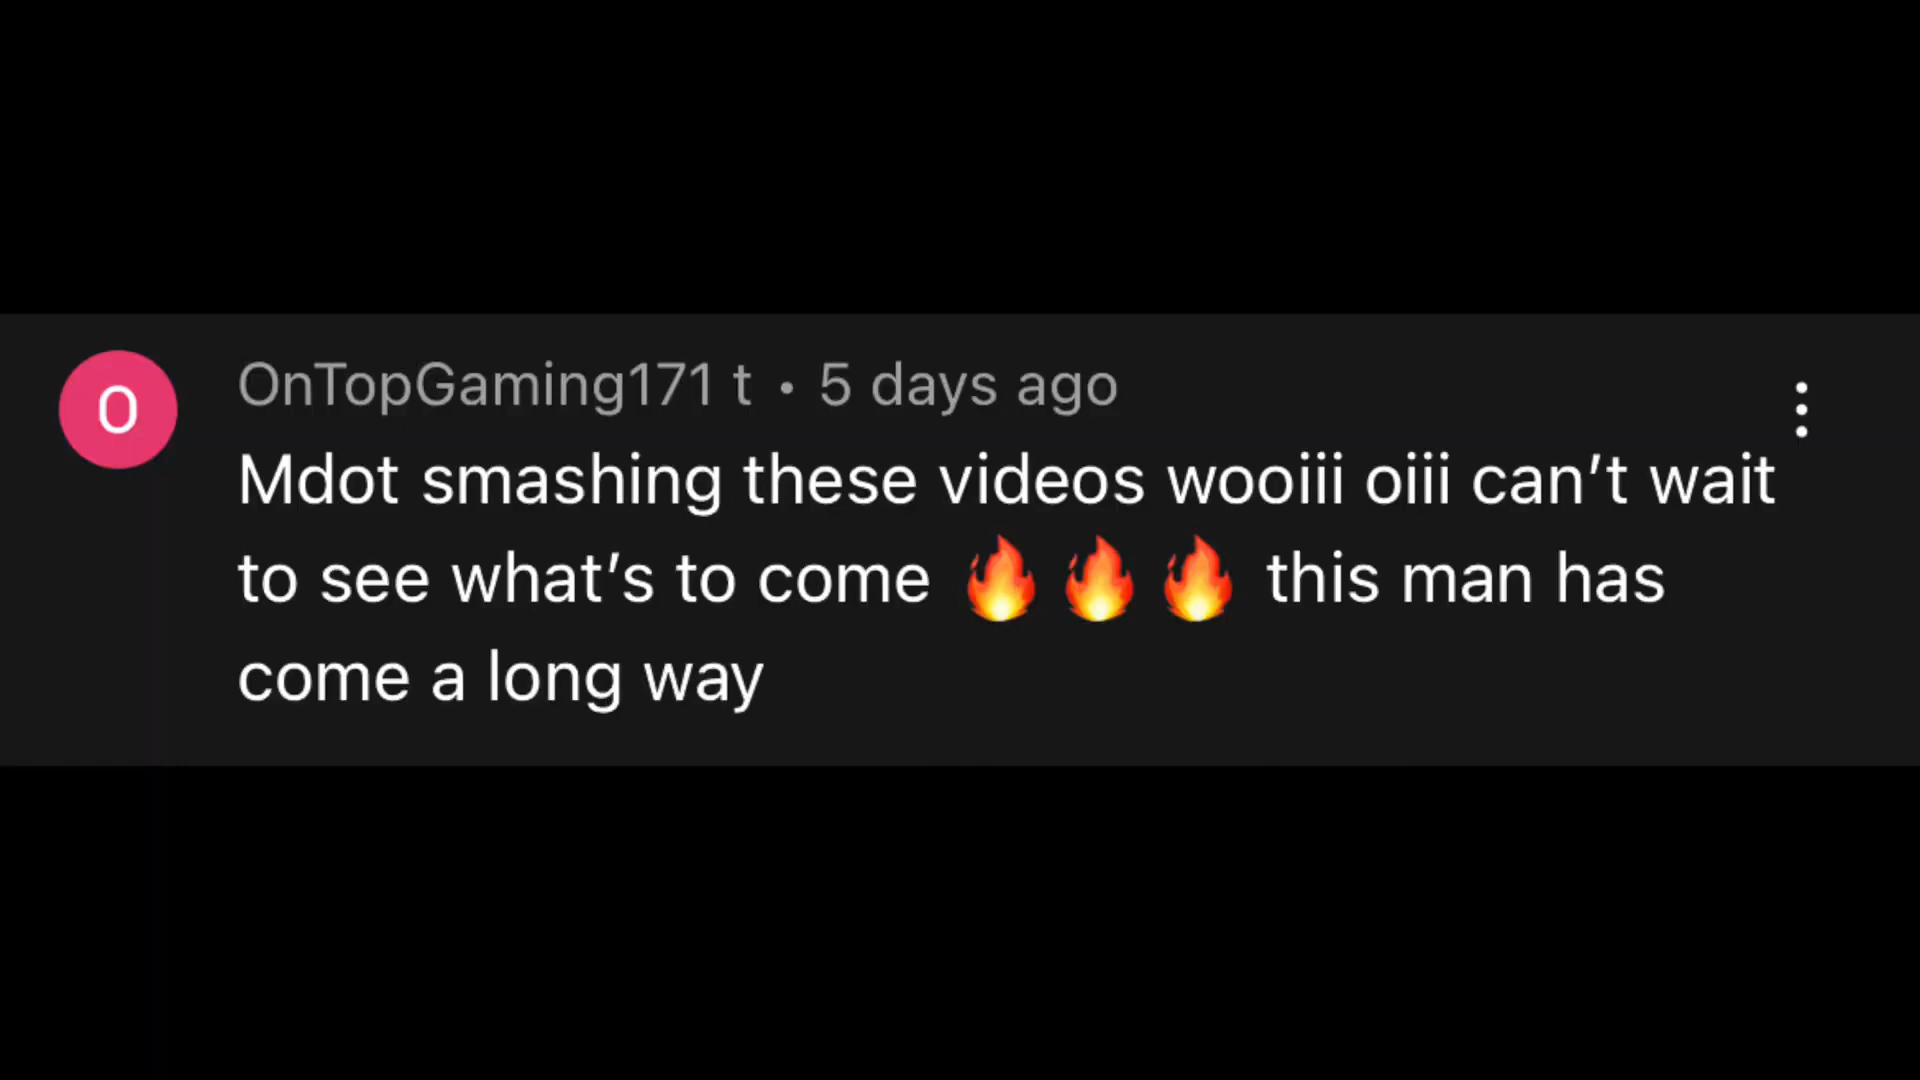 O
OnTopGaming171 t • 5 days ago
Mdot smashing these videos wooiii oiii can’t wait
to see what’s to come 🔥 🔥 🔥 this man has
come a long way